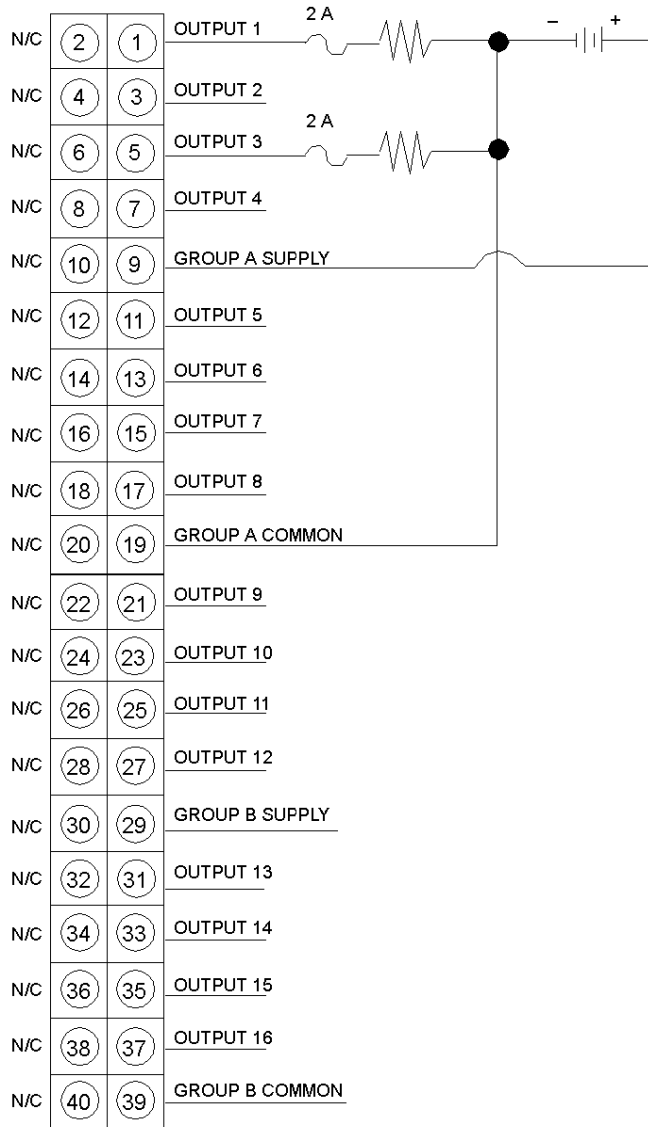 2 A – +
N/C 2 1 OUTPUT 1
N/C 4 3 OUTPUT 2
2 A
N/C 6 5 OUTPUT 3
N/C 8 7 OUTPUT 4
N/C 10 9 GROUP A SUPPLY
N/C 12 11 OUTPUT 5
N/C 14 13 OUTPUT 6
N/C 16 15 OUTPUT 7
N/C 18 17 OUTPUT 8
N/C 20 19 GROUP A COMMON
N/C 22 21 OUTPUT 9
N/C 24 23 OUTPUT 10
N/C 26 25 OUTPUT 11
N/C 28 27 OUTPUT 12
N/C 30 29 GROUP B SUPPLY
N/C 32 31 OUTPUT 13
N/C 34 33 OUTPUT 14
N/C 36 35 OUTPUT 15
N/C 38 37 OUTPUT 16
N/C 40 39 GROUP B COMMON